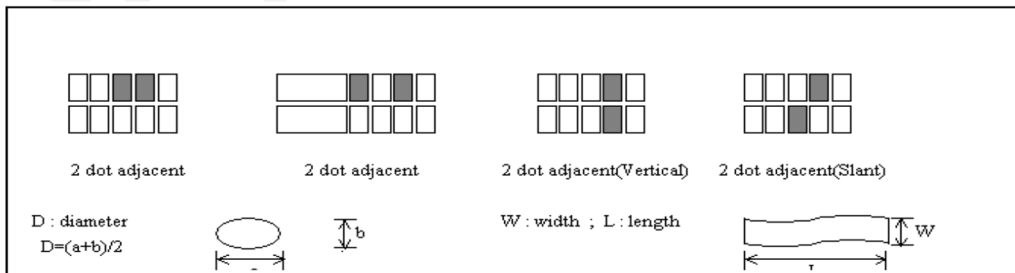 2 dot adjacent
2 dot adjacent
2 dot adjacent(Vertical)
2 dot adjacent(Slant)
D : diameter
D=(a+b)/2
b
W : width ; L : length
W